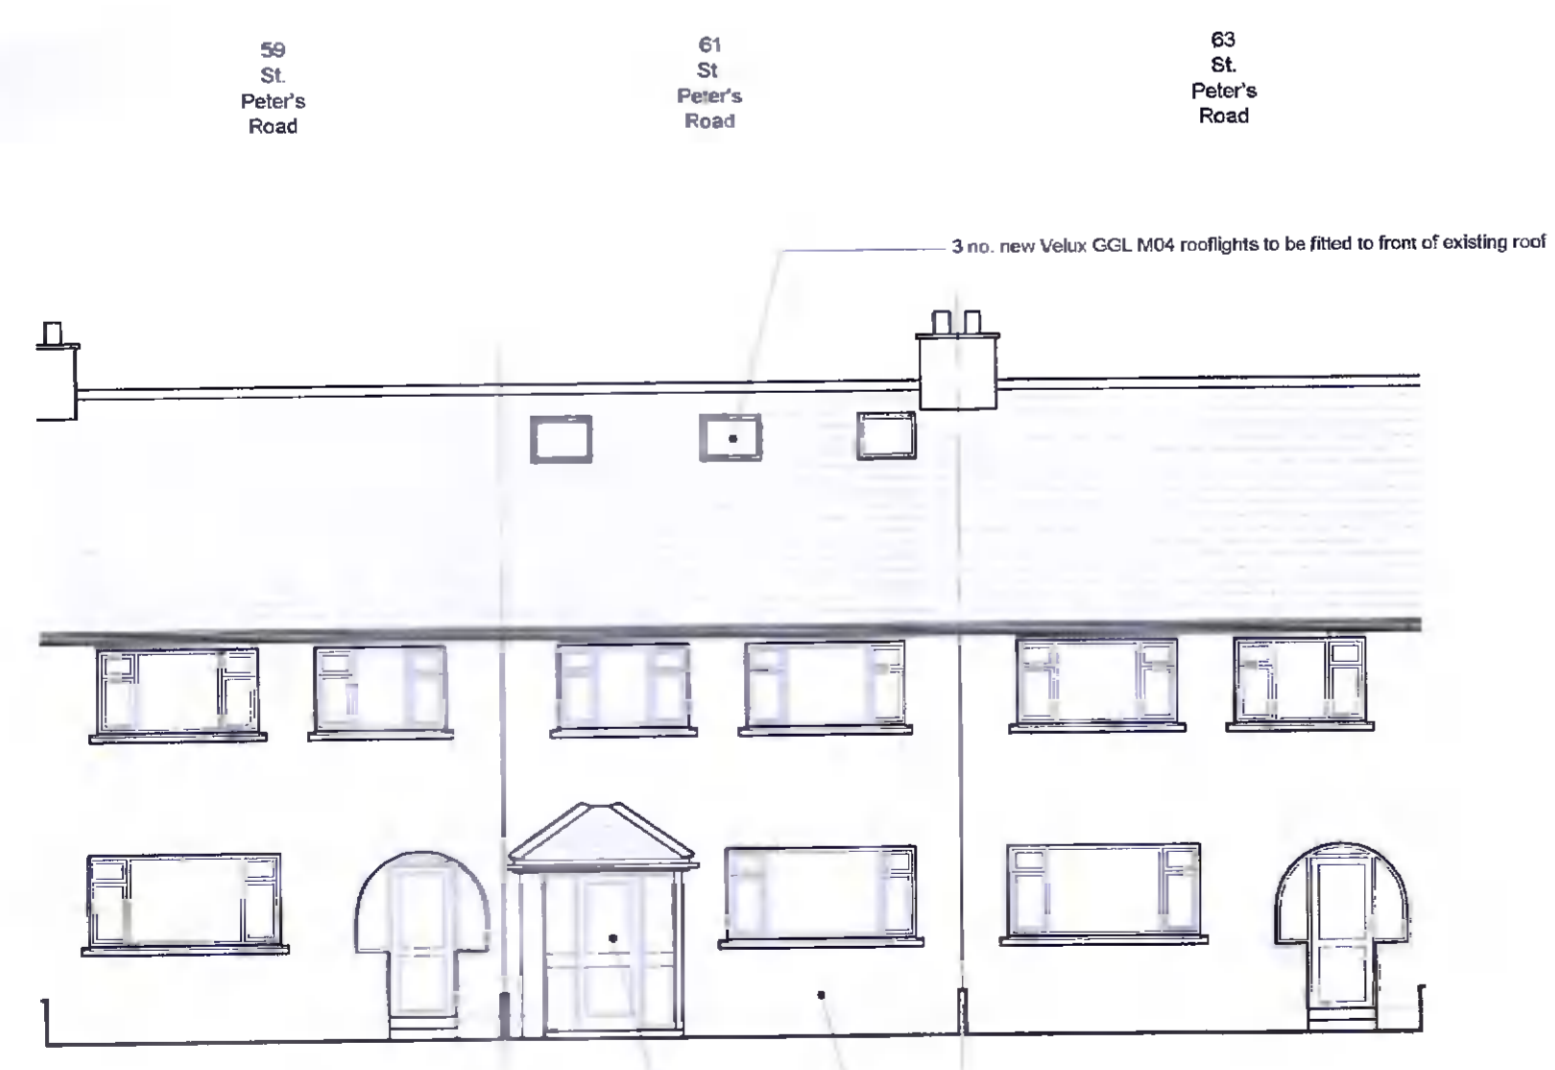 59
St.
Peter's
Road
61
St
Peter's
Road
63
St.
Peter's
Road
3 no. new Velux GGL M04 rooflights to be fitted to front of existing roof